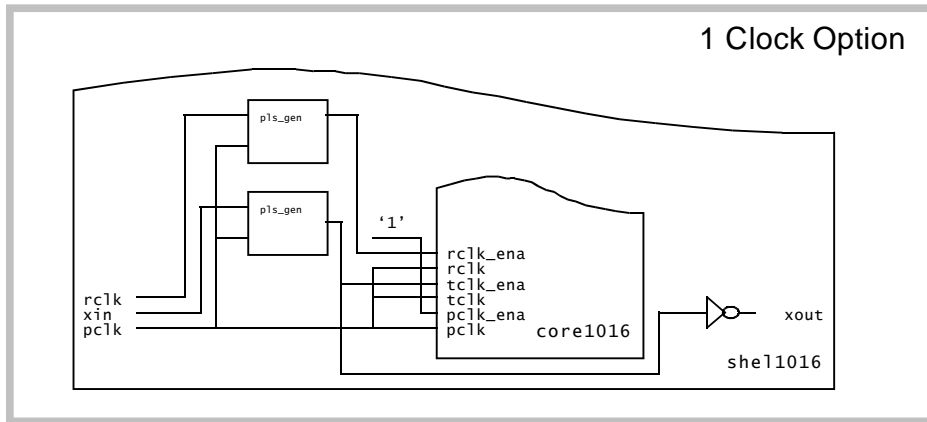 1 Clock Option
pls_gen
pls_gen
‘1’
rclk_ena
rclk
tclk_ena
tclk
pclk_ena
pclk
core1016
rclk
xin
pclk
xout
shel1016